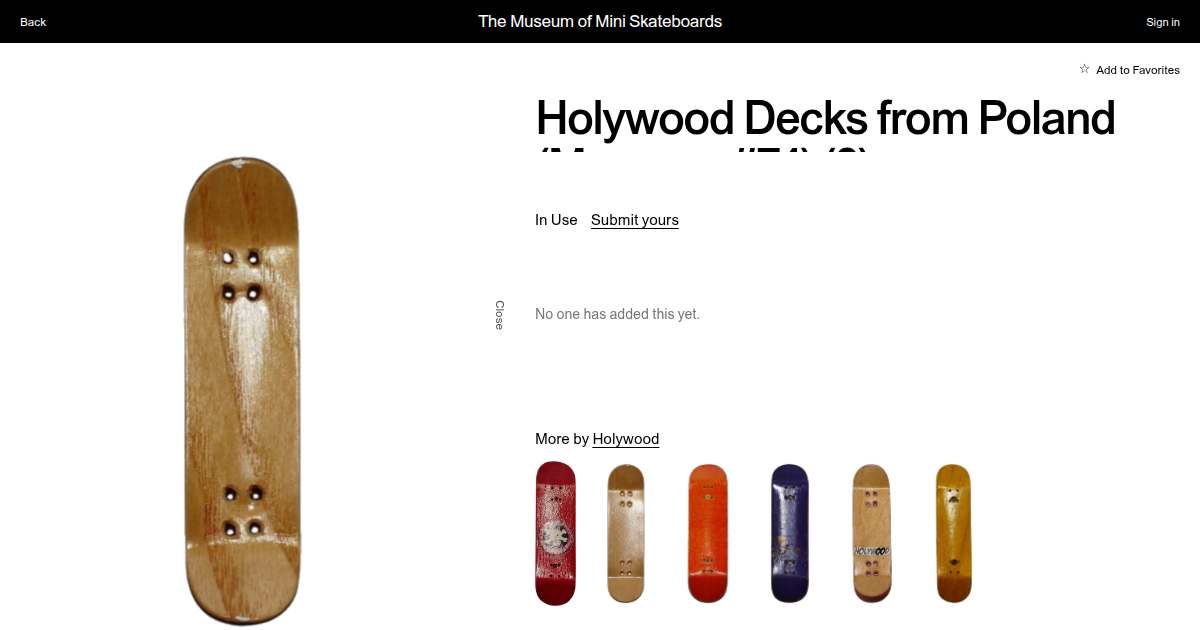 Back
The Museum of Mini Skateboards
Sign in
☆ Add to Favorites
Holywood Decks from Poland
In Use Submit yours
Close
No one has added this yet.
More by Holywood
HOLYWOOD